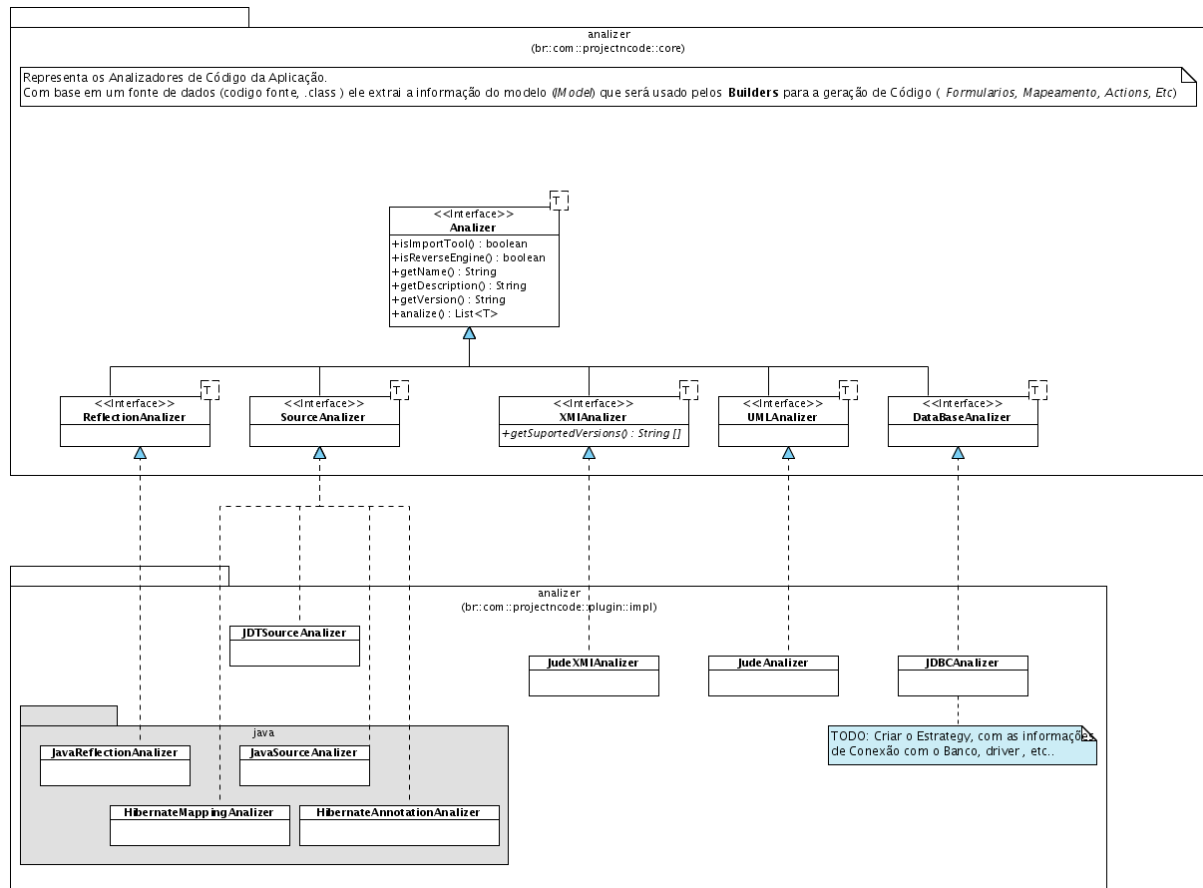 analizer
(br::com::projectncode::core)
Representa os Analizadores de Código da Aplicação.
Com base em um fonte de dados (codigo fonte, .class ) ele extrai a informação do modelo (IModel) que será usado pelos Builders para a geração de Código ( Formularios, Mapeamento, Actions, Etc)
T
<<Interface>>
Analizer
+isImportTool() : boolean
+isReverseEngine() : boolean
+getName() : String
+getDescription() : String
+getVersion() : String
+analize() : List<T>
T
<<Interface>>
ReflectionAnalizer
T
<<Interface>>
SourceAnalizer
T
<<Interface>>
XMIAnalizer
+getSuportedVersions() : String []
T
<<Interface>>
UMLAnalizer
T
<<Interface>>
DataBaseAnalizer
analizer
(br::com::projectncode::plugin::impl)
JDTSourceAnalizer
JudeXMIAnalizer
JudeAnalizer
JDBCAnalizer
java
JavaReflectionAnalizer
JavaSourceAnalizer
HibernateMappingAnalizer
HibernateAnnotationAnalizer
TODO: Criar o Estrategy, com as informações
de Conexão com o Banco, driver , etc..